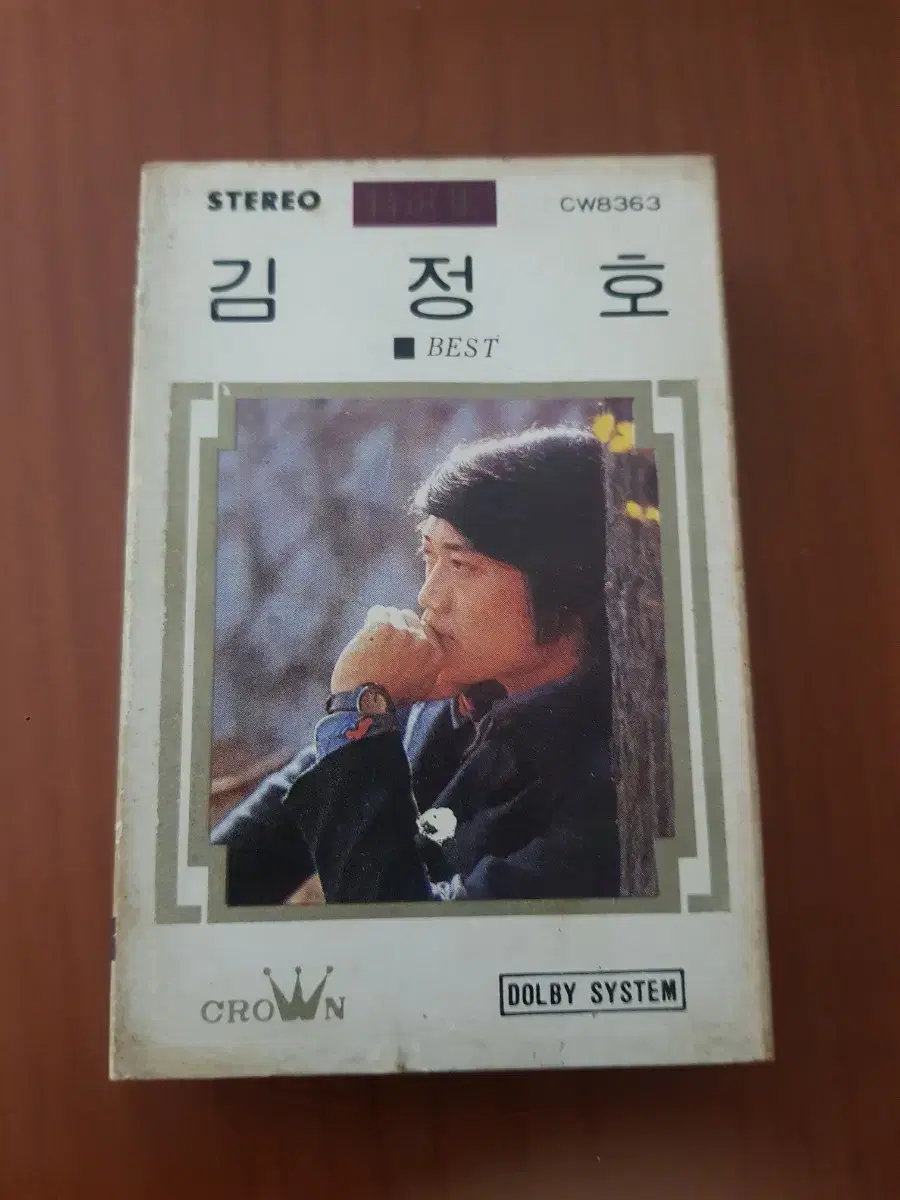 STEREO CW8363
김정호
■ BEST
CROWN
DOLBY SYSTEM